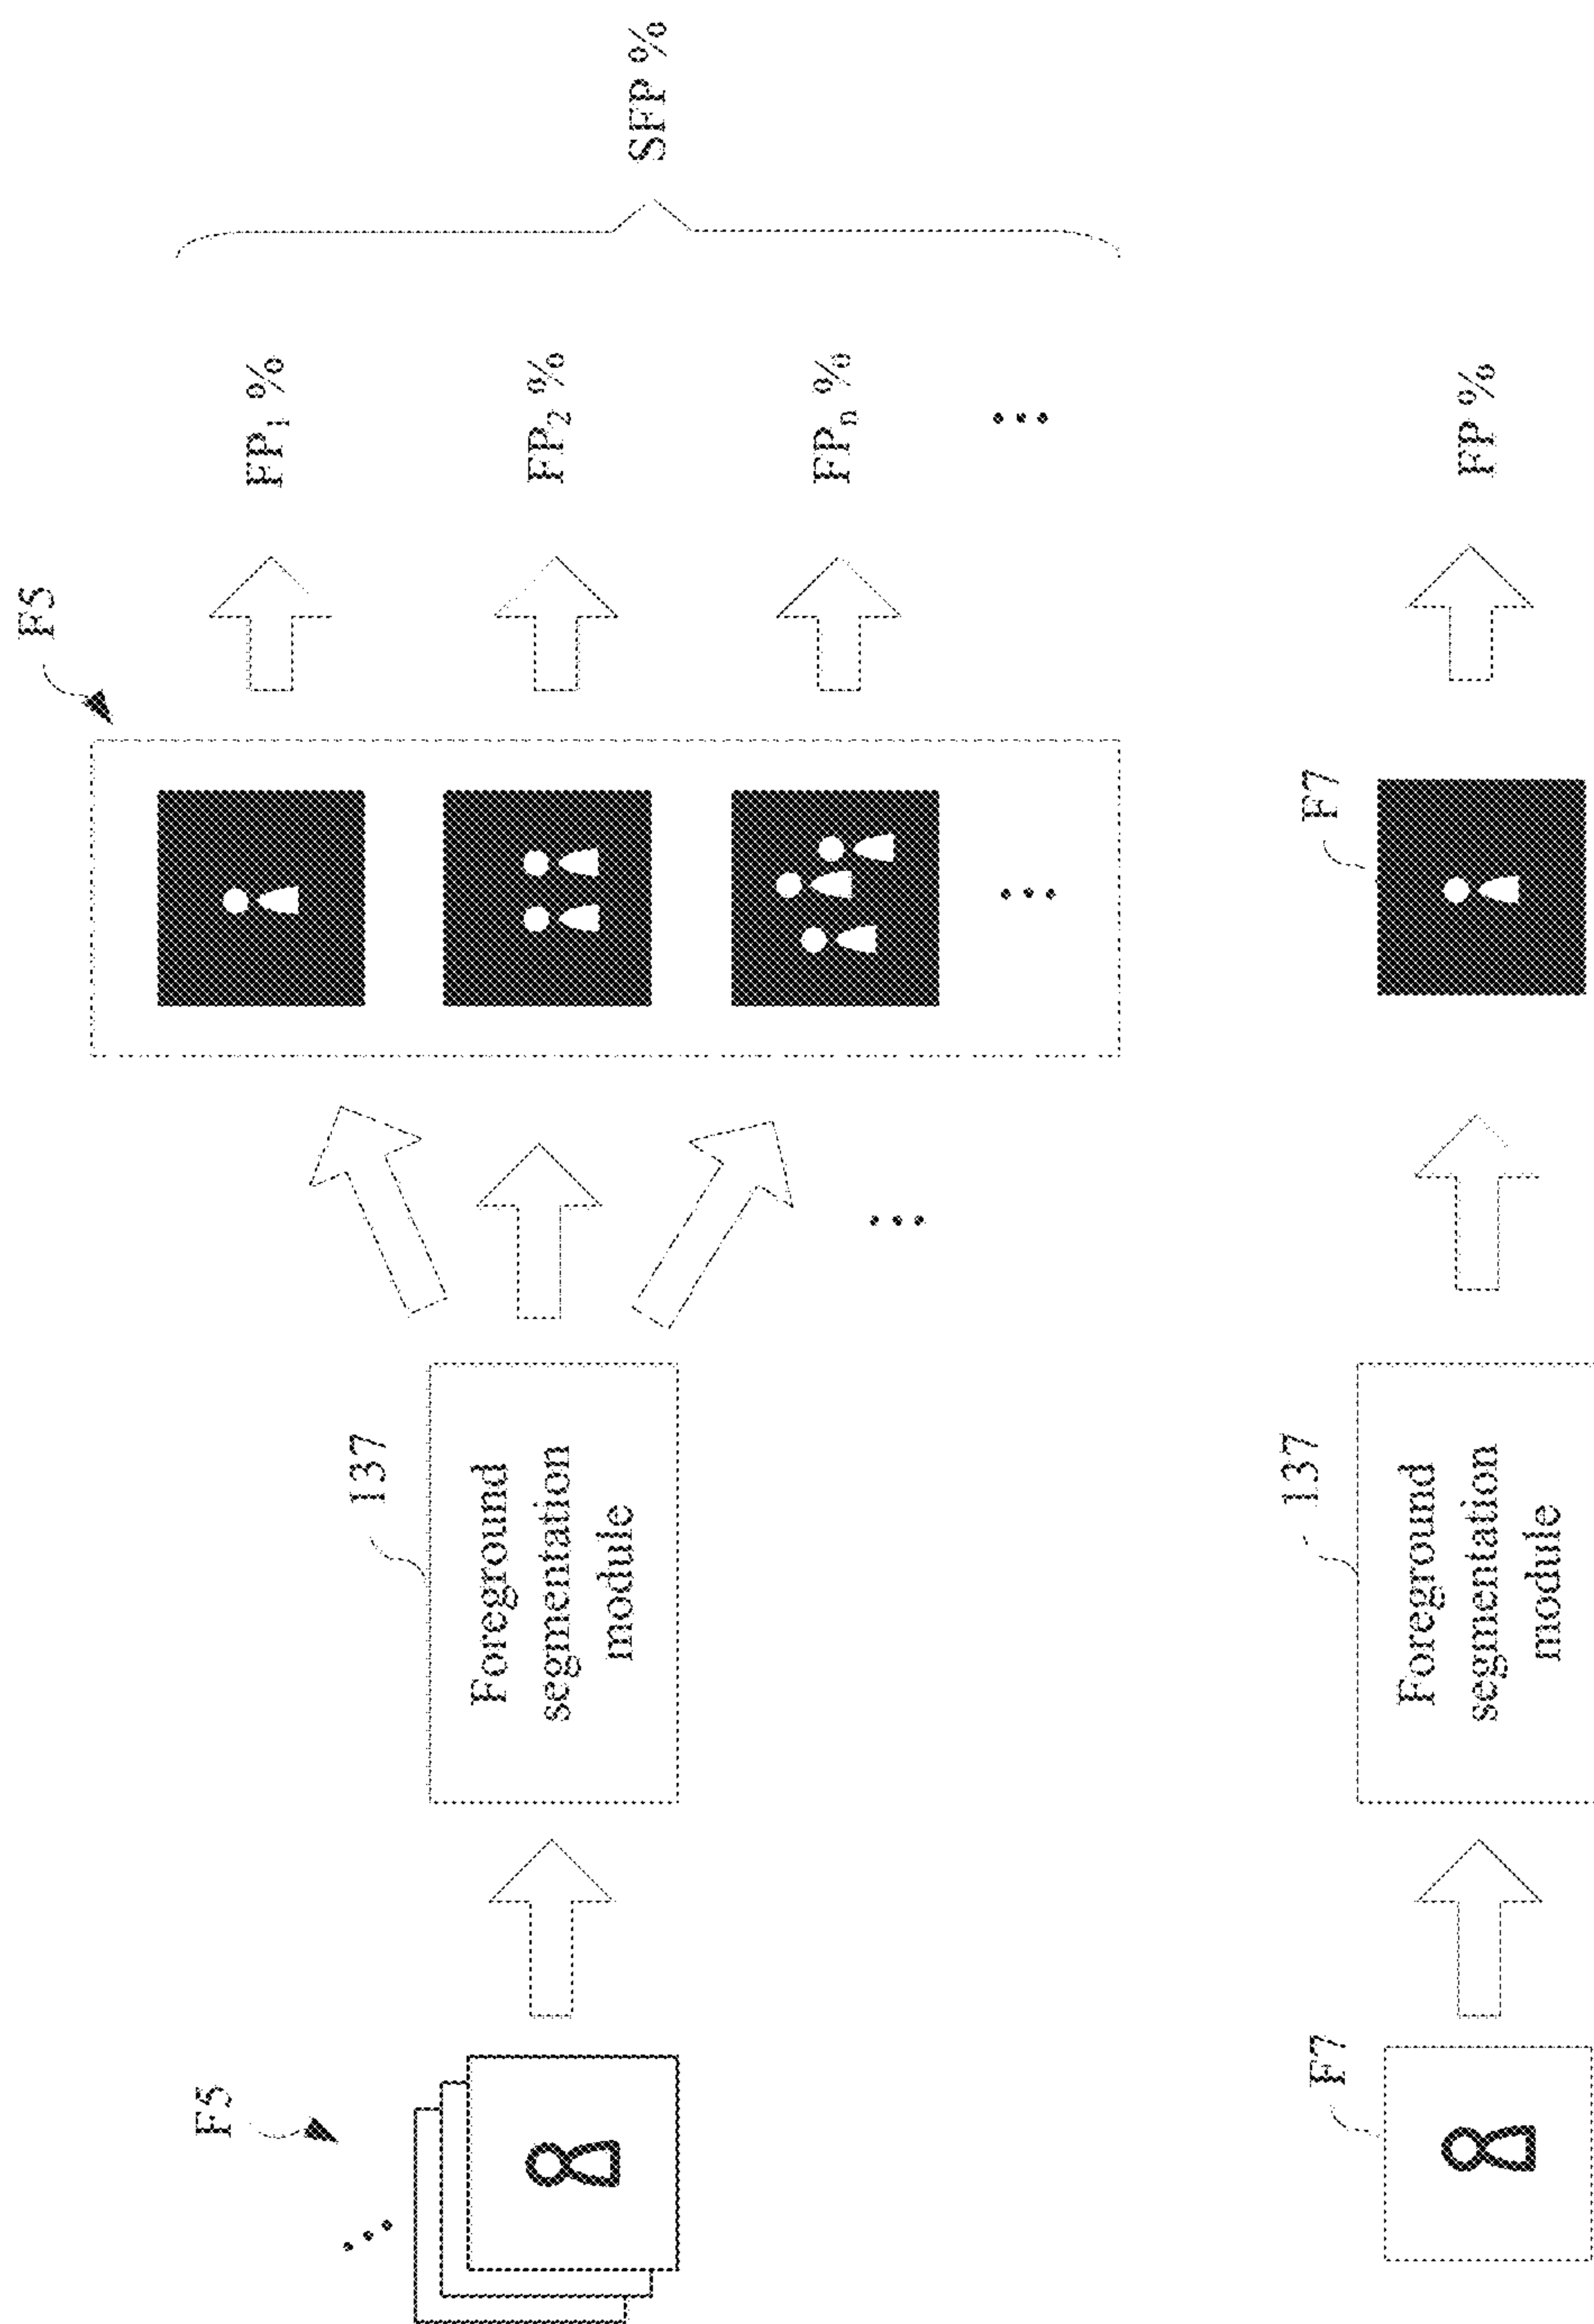 F5
Foreground
segmentation
module
137
F5
FP1 %
FP2 %
FPn %
SFP %
F7
Foreground
segmentation
module
137
F7
FP %